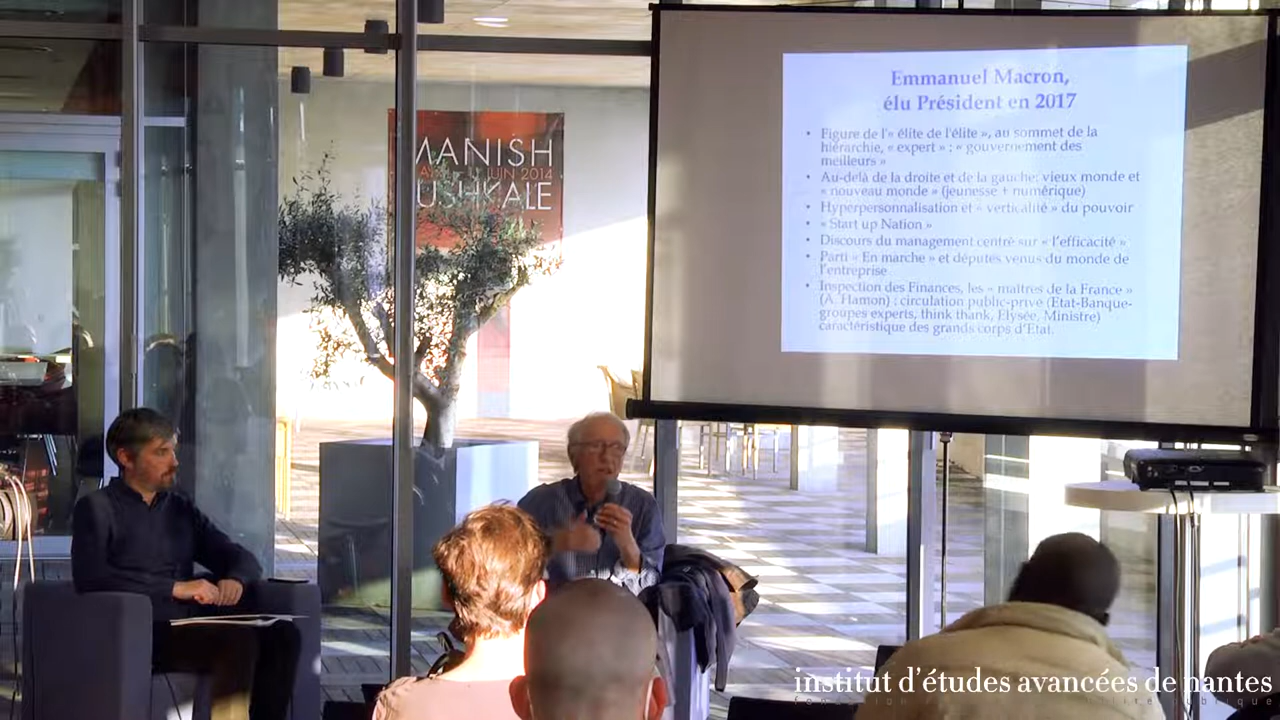 MANISH
JUIN 2014
Emmanuel Macron,
élu Président en 2017
• Figure de l'« élite de l'élite », au sommet de la
hiérarchie, « expert » : « gouvernement des
meilleurs »
• Au-delà de la droite et de la gauche: vieux monde et
« nouveau monde » (jeunesse + numérique)
• Hyperpersonnalisation et « verticalité » du pouvoir
• « Start up Nation »
• Discours du management centré sur « l'efficacité »
• Parti « En marche » et députés venus du monde de
l'entreprise
• Inspection des Finances, les « maîtres de la France »
(A. Hamon) : circulation public-privé (Etat-Banque-
groupes experts, think thank, Elysée, Ministre)
caractéristique des grands corps d'Etat.
institut d'études avancées de nantes